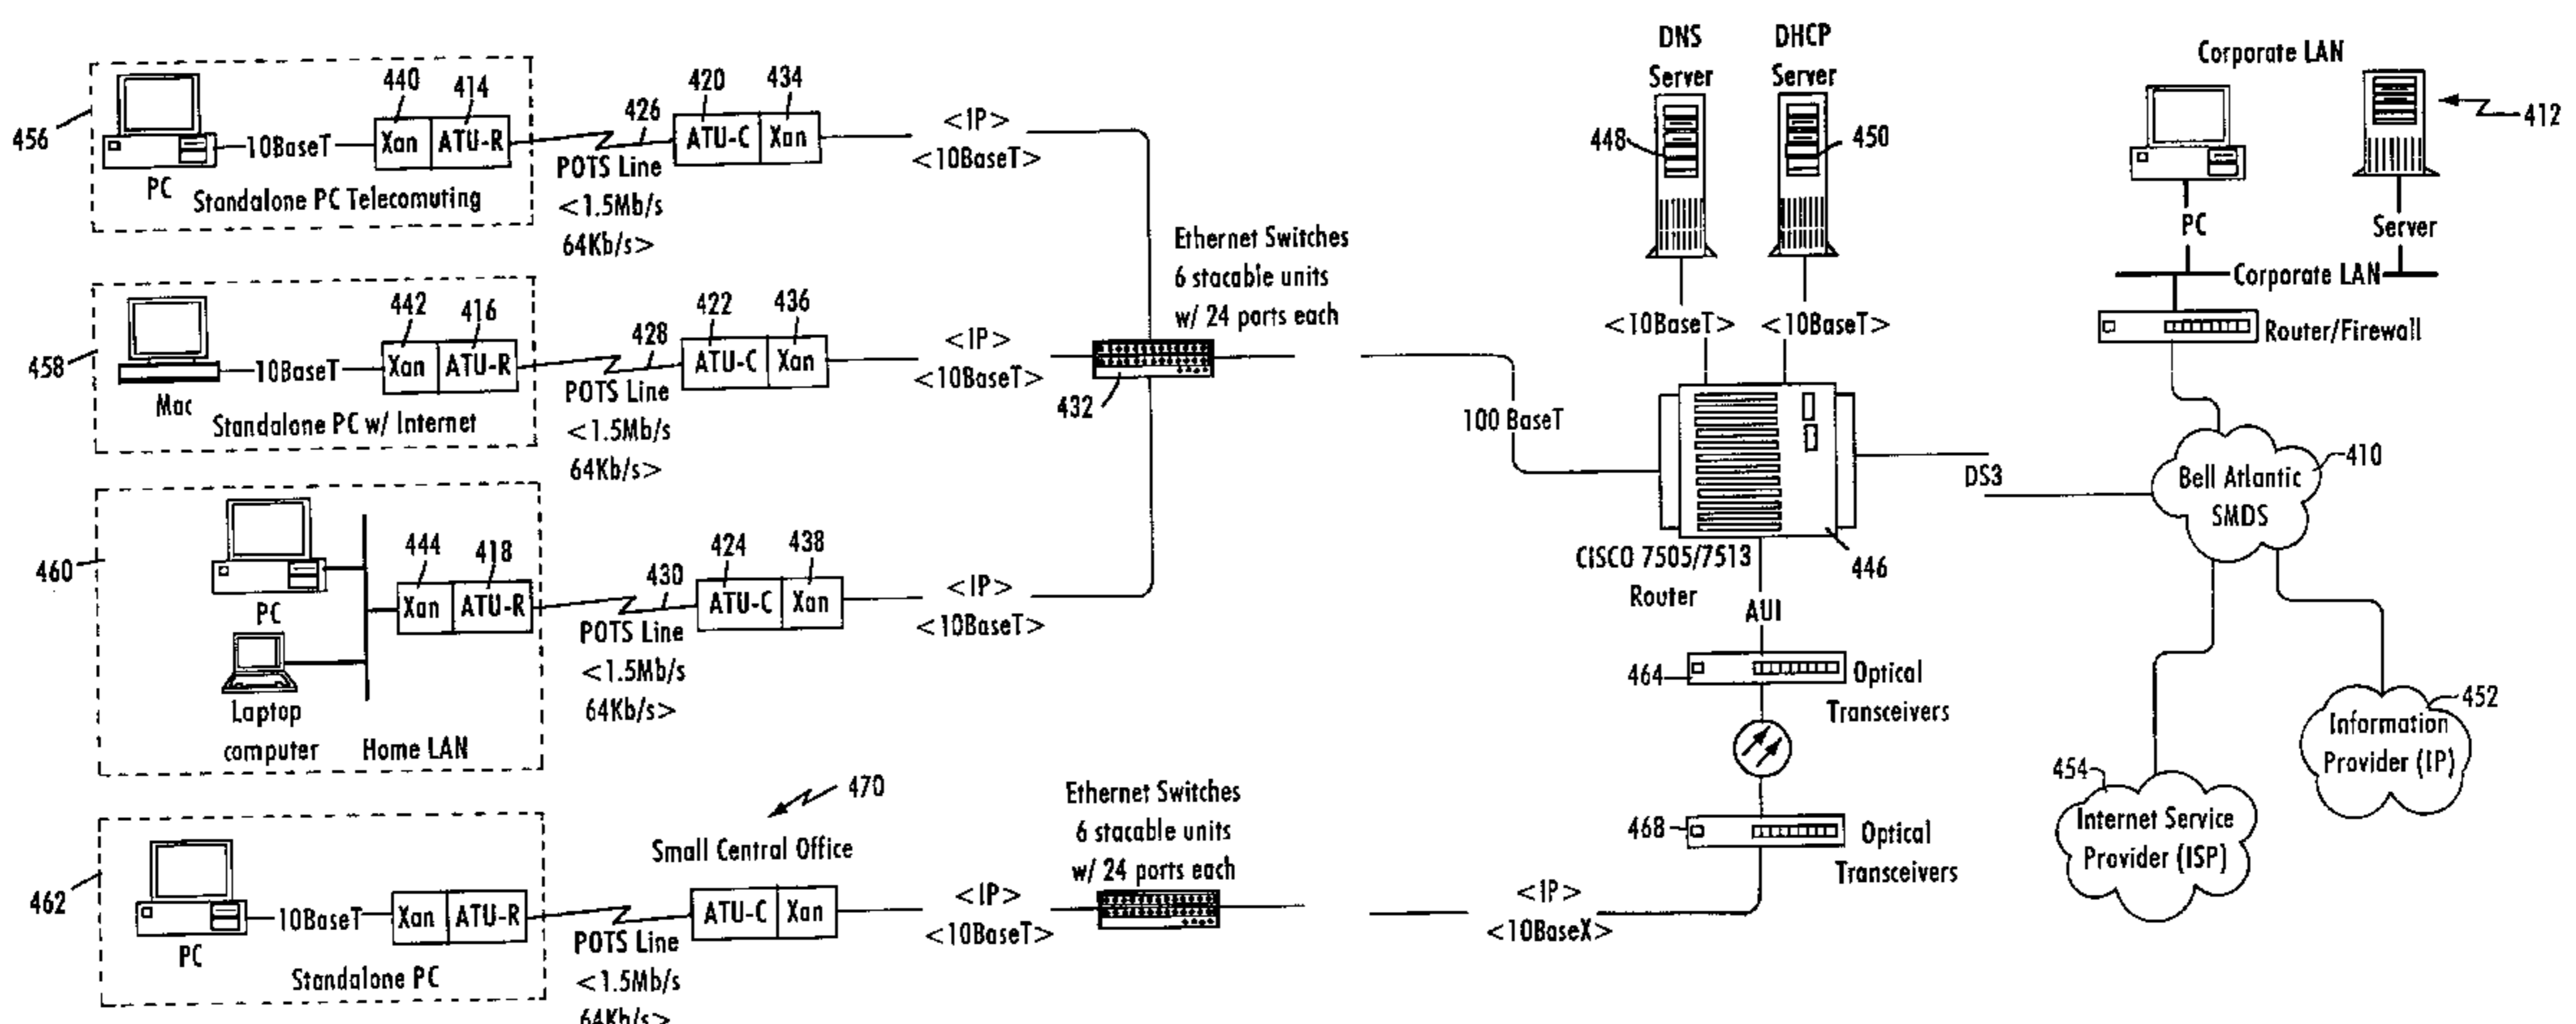 456
PC
10BaseT
440
414
Xan
ATU-R
Standalone PC Telecomuting
426
POTS Line
<1.5Mb/s
64Kb/s>
420
434
ATU-C
Xan
<IP>
<10BaseT>
458
Mac
10BaseT
442
416
Xan
ATU-R
Standalone PC w/ Internet
428
POTS Line
<1.5Mb/s
64Kb/s>
422
436
ATU-C
Xan
<IP>
<10BaseT>
460
PC
Laptop
computer
Home LAN
444
418
Xan
ATU-R
430
POTS Line
<1.5Mb/s
64Kb/s>
424
438
ATU-C
Xan
<IP>
<10BaseT>
462
PC
10BaseT
Xan
ATU-R
Standalone PC
POTS Line
<1.5Mb/s
64Kb/s>
470
Small Central Office
ATU-C
Xan
<IP>
<10BaseT>
Ethernet Switches
6 stacable units
w/ 24 ports each
432
Ethernet Switches
6 stacable units
w/ 24 ports each
100 BaseT
<IP>
<10BaseX>
DNS
Server
448
<10BaseT>
DHCP
Server
450
<10BaseT>
CISCO 7505/7513
Router
446
AUI
464
Optical
Transceivers
468
Optical
Transceivers
DS3
Corporate LAN
412
PC
Server
Corporate LAN
Router/Firewall
Bell Atlantic
SMDS
410
452
Information
Provider (IP)
454
Internet Service
Provider (ISP)